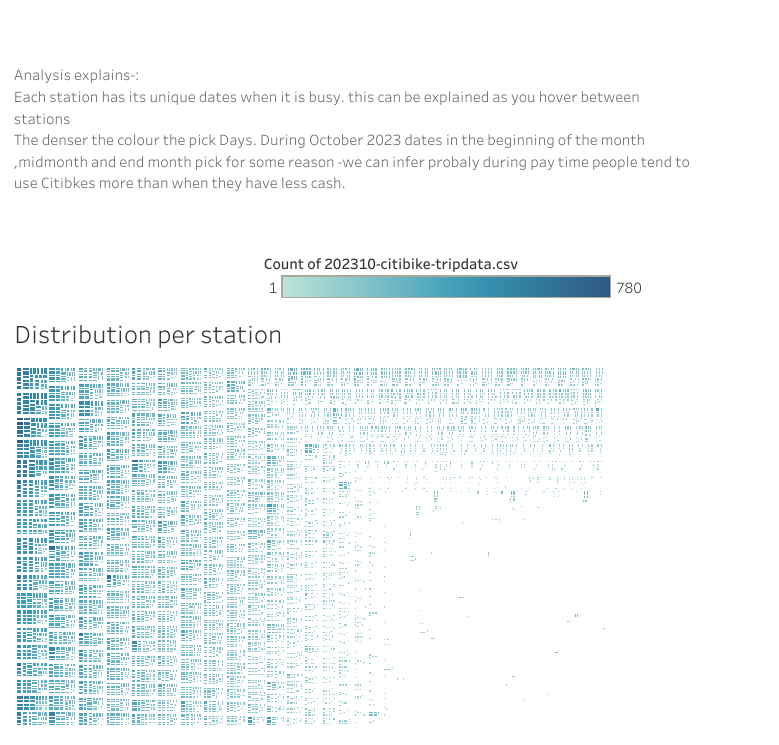 Analysis explains-:
Each station has its unique dates when it is busy. this can be explained as you hover between
stations
The denser the colour the pick Days. During October 2023 dates in the beginning of the month
,midmonth and end month pick for some reason -we can infer probaly during pay time people tend to
use Citibkes more than when they have less cash.
Count of 202310-citibike-tripdata.csv
1 780
Distribution per station